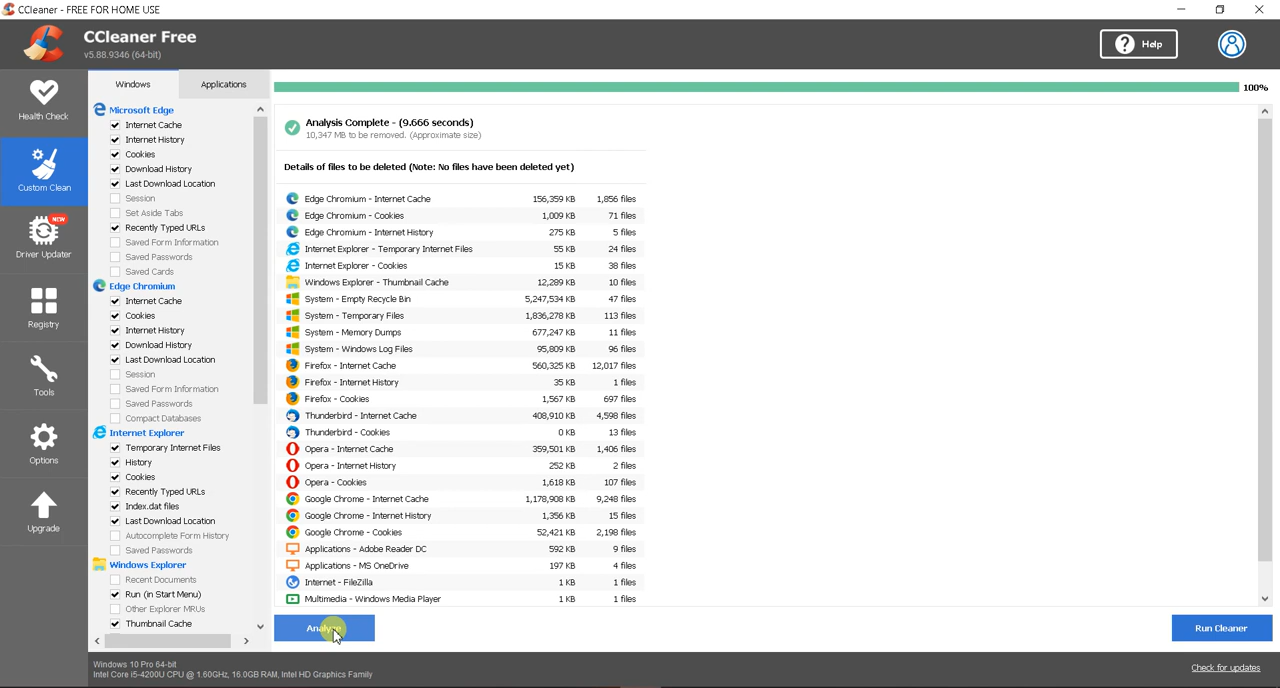 CCleaner - FREE FOR HOME USE
CCleaner Free
v5.88.9346 (64-bit)
Help
Health Check
Custom Clean
NEW
Driver Updater
Registry
Tools
Options
Upgrade
Windows
Applications
Microsoft Edge
Internet Cache
Internet History
Cookies
Download History
Last Download Location
Session
Set Aside Tabs
Recently Typed URLs
Saved Form Information
Saved Passwords
Saved Cards
Edge Chromium
Internet Cache
Cookies
Internet History
Download History
Last Download Location
Session
Saved Form Information
Saved Passwords
Compact Databases
Internet Explorer
Temporary Internet Files
History
Cookies
Recently Typed URLs
Index.dat files
Last Download Location
Autocomplete Form History
Saved Passwords
Windows Explorer
Recent Documents
Run (in Start Menu)
Other Explorer MRUs
Thumbnail Cache
100%
Analysis Complete - (9.666 seconds)
10,347 MB to be removed. (Approximate size)
Details of files to be deleted (Note: No files have been deleted yet)
Edge Chromium - Internet Cache 156,359 KB 1,856 files
Edge Chromium - Cookies 1,009 KB 71 files
Edge Chromium - Internet History 275 KB 5 files
Internet Explorer - Temporary Internet Files 55 KB 24 files
Internet Explorer - Cookies 15 KB 38 files
Windows Explorer - Thumbnail Cache 12,289 KB 10 files
System - Empty Recycle Bin 5,247,534 KB 47 files
System - Temporary Files 1,836,278 KB 113 files
System - Memory Dumps 677,247 KB 11 files
System - Windows Log Files 95,809 KB 96 files
Firefox - Internet Cache 560,325 KB 12,017 files
Firefox - Internet History 35 KB 1 files
Firefox - Cookies 1,567 KB 697 files
Thunderbird - Internet Cache 408,910 KB 4,598 files
Thunderbird - Cookies 0 KB 13 files
Opera - Internet Cache 359,501 KB 1,406 files
Opera - Internet History 252 KB 2 files
Opera - Cookies 1,618 KB 107 files
Google Chrome - Internet Cache 1,178,908 KB 9,248 files
Google Chrome - Internet History 1,356 KB 15 files
Google Chrome - Cookies 52,421 KB 2,198 files
Applications - Adobe Reader DC 592 KB 9 files
Applications - MS OneDrive 197 KB 4 files
Internet - FileZilla 1 KB 1 files
Multimedia - Windows Media Player 1 KB 1 files
Analyze
Run Cleaner
Windows 10 Pro 64-bit
Intel Core i5-4200U CPU @ 1.60GHz, 16.0GB RAM, Intel HD Graphics Family
Check for updates